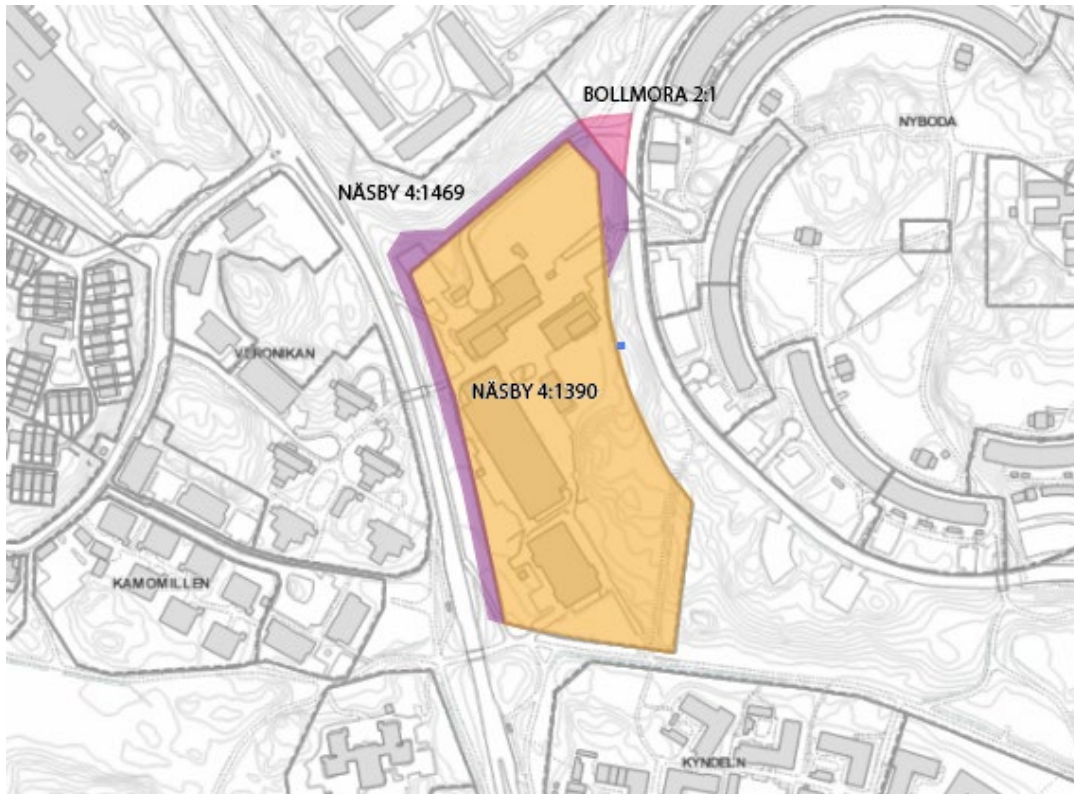 BOLLMORA 2:1
NYBODA
NÄSBY 4:1469
VERONIKAN
NÄSBY 4:1390
KAMOMILLEN
KYNDELN